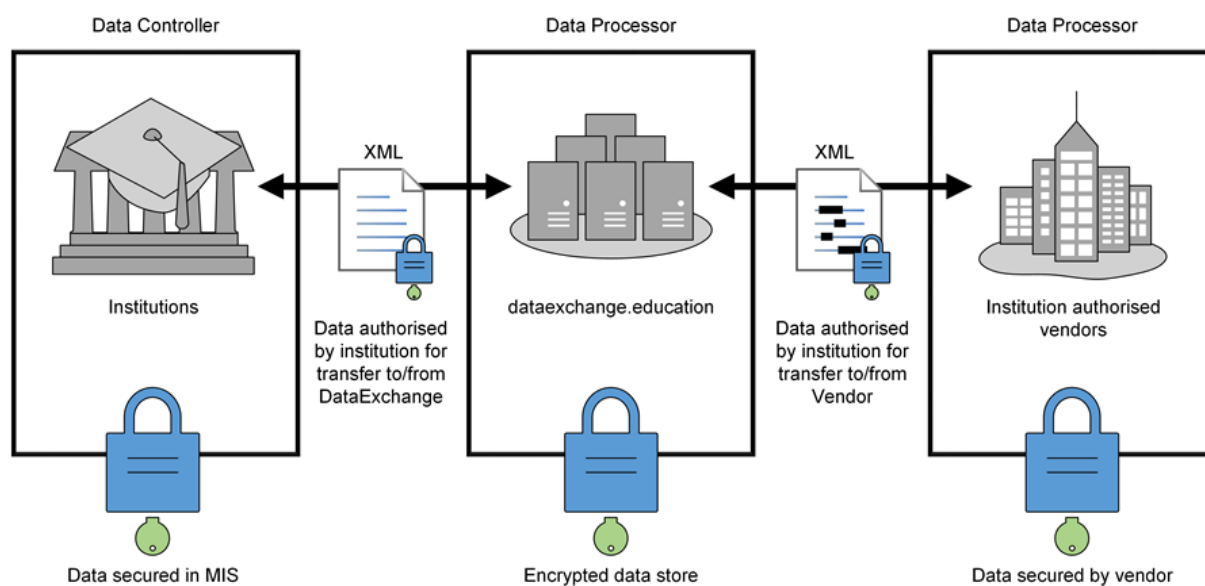 Data Controller
Data Processor
Data Processor
XML
XML
Institutions
dataexchange.education
Institution authorised
vendors
Data authorised
by institution for
transfer to/from
DataExchange
Data authorised
by institution for
transfer to/from
Vendor
Data secured in MIS
Encrypted data store
Data secured by vendor